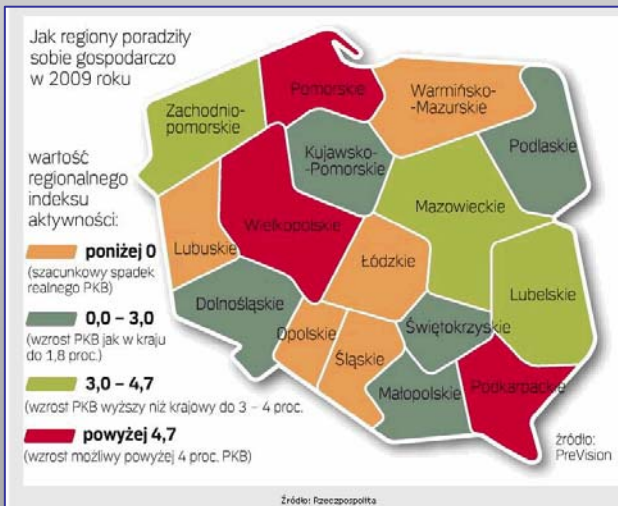 Jak regiony poradziły
sobie gospodarczo
w 2009 roku
wartość
regionalnego
indeksu
aktywności:
poniżej 0
(szacunkowy spadek
realnego PKB)
0,0 – 3,0
(wzrost PKB jak w kraju
do 1,8 proc.)
3,0 – 4,7
(wzrost PKB wyższy niż krajowy do 3 – 4 proc.
powyżej 4,7
(wzrost możliwy powyżej 4 proc. PKB)
Pomorskie
Warmińsko-
-Mazurskie
Zachodnio-
pomorskie
Podlaskie
Kujawsko-
-Pomorskie
Mazowieckie
Wielkopolskie
Lubuskie
Łódzkie
Lubelskie
Dolnośląskie
Opolskie
Świętokrzyskie
Śląskie
Małopolskie
Podkarpackie
źródło:
PreVision
Źródło: Rzeczpospolita